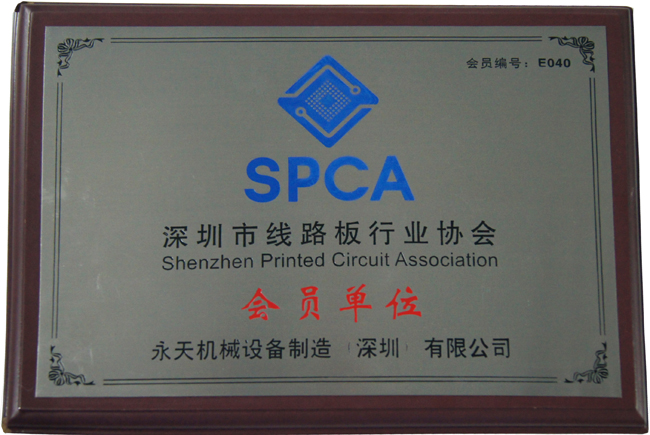 会员编号：E040
SPCA
深圳市线路板行业协会
Shenzhen Printed Circuit Association
会员单位
永天机械设备制造（深圳）有限公司